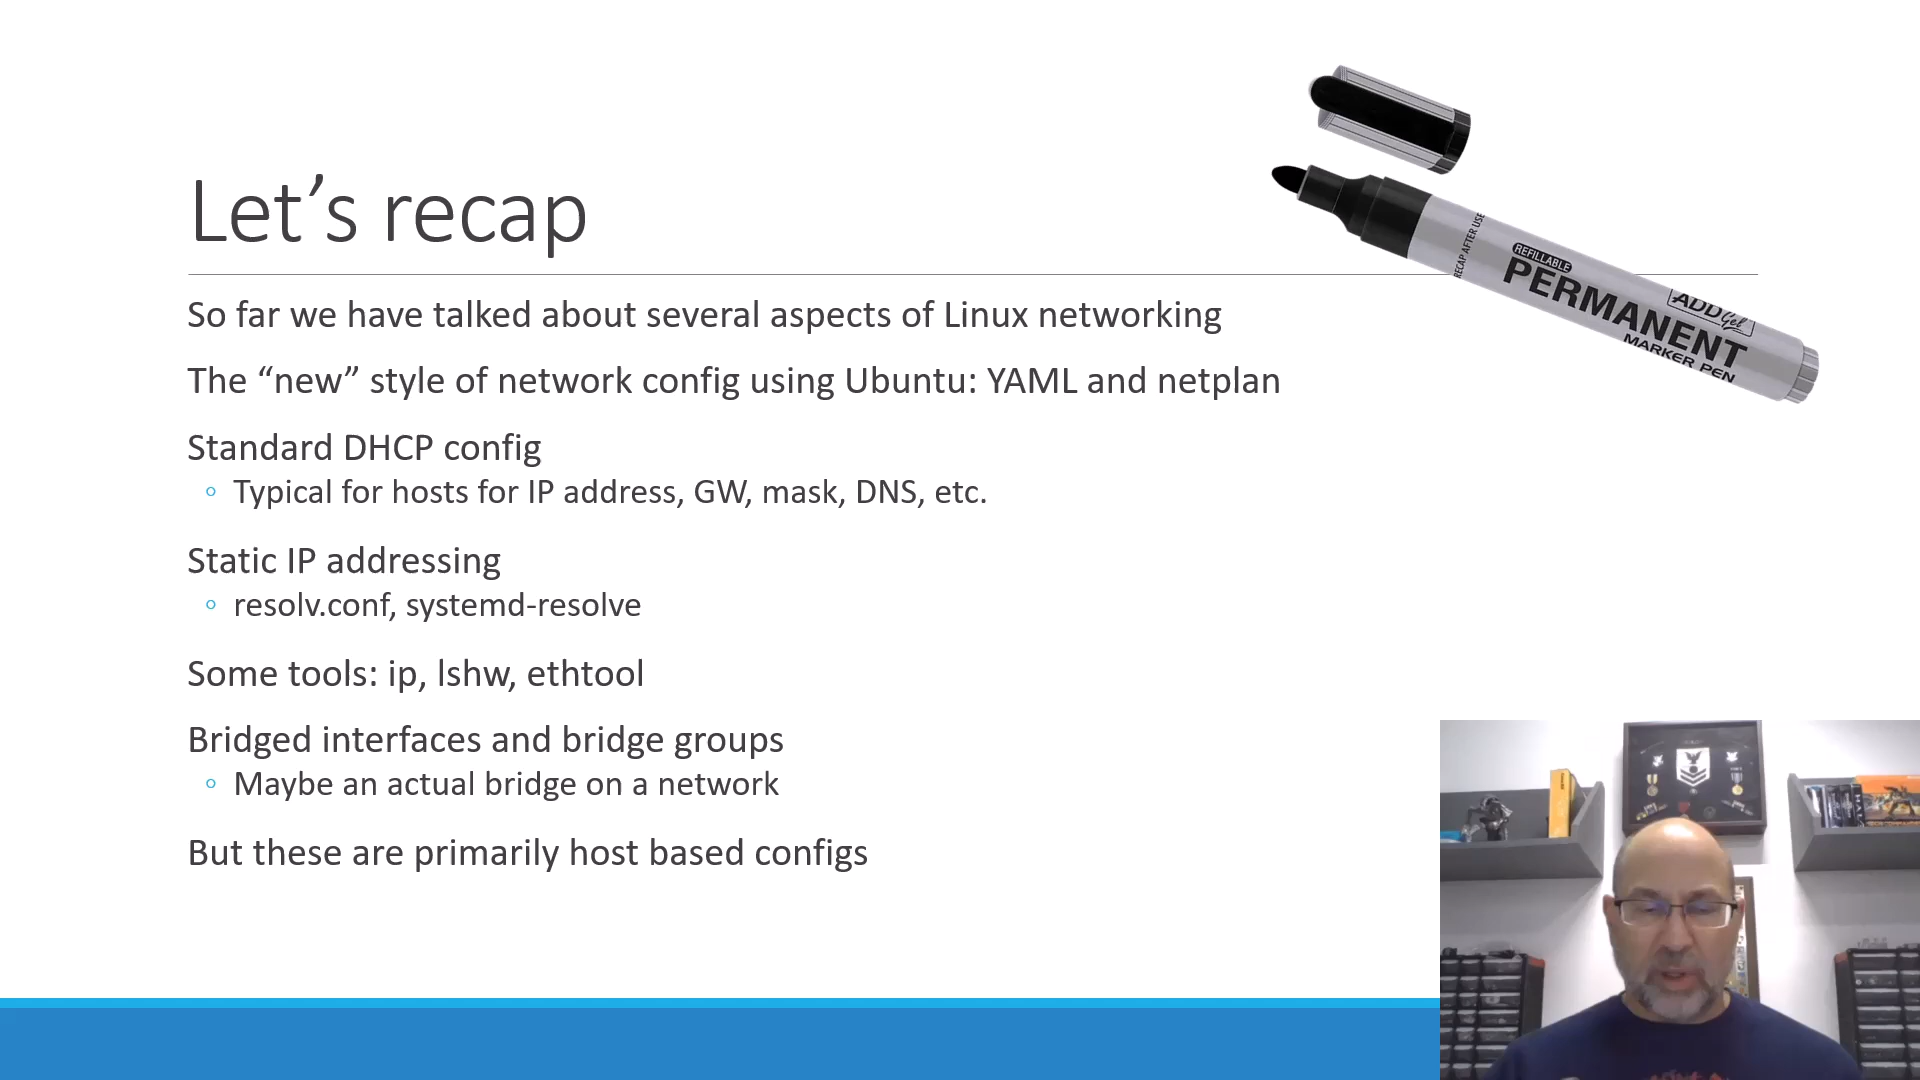 Let’s recap
So far we have talked about several aspects of Linux networking
The “new” style of network config using Ubuntu: YAML and netplan
Standard DHCP config
◦ Typical for hosts for IP address, GW, mask, DNS, etc.
Static IP addressing
◦ resolv.conf, systemd-resolve
Some tools: ip, lshw, ethtool
Bridged interfaces and bridge groups
◦ Maybe an actual bridge on a network
But these are primarily host based configs
RECAP AFTER USE
REFILLABLE
PERMANENT
MARKER PEN
ADD
Gel